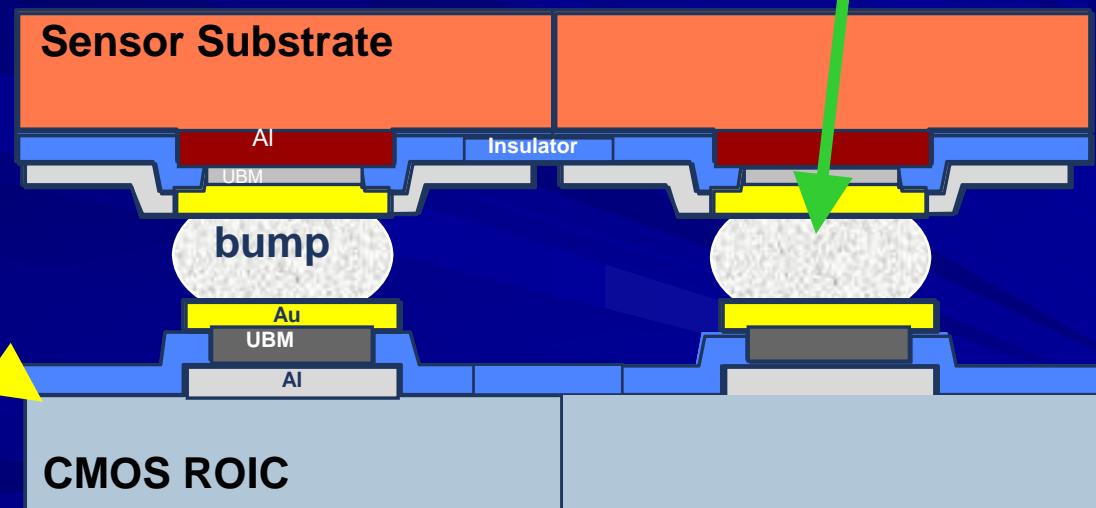 Sensor Substrate
Al
Insulator
UBM
bump
Au
UBM
Al
CMOS ROIC